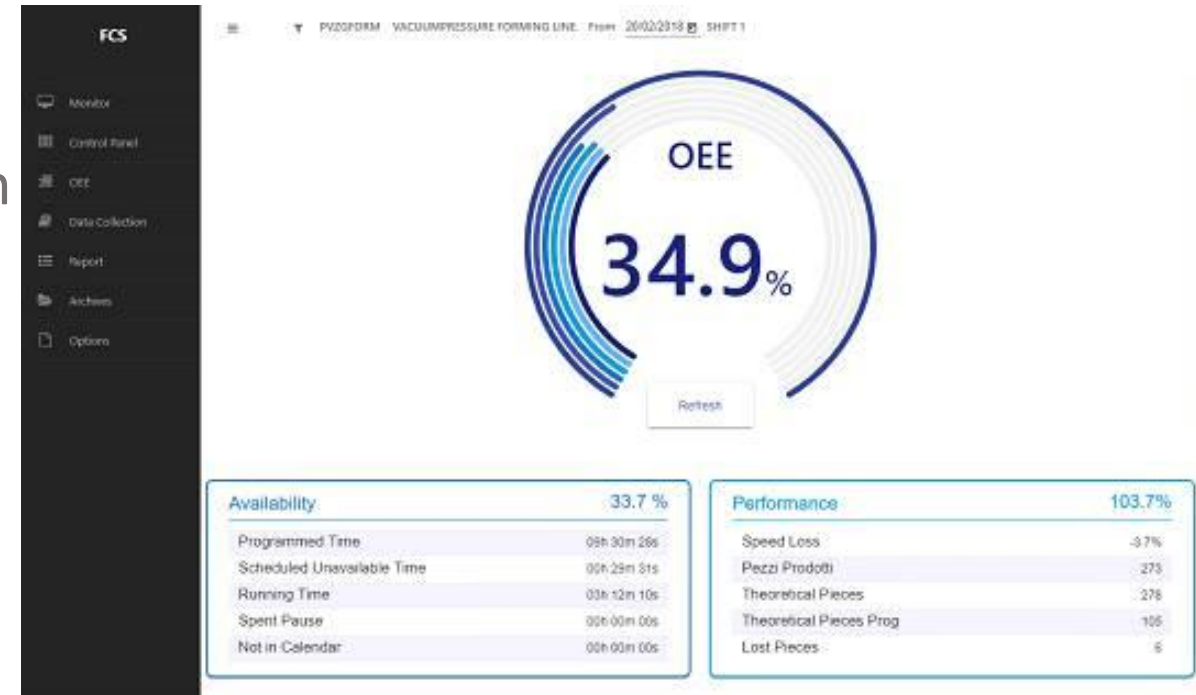 FCS
PVZGFORM VACUUMPRESSURE FORMING LINE From 20/02/2018 SHIFT 1
Monitor
Control Panel
OEE
Data Collection
Report
Archives
Options
n
OEE
34.9%
Refresh
Availability 33.7 %
Programmed Time 09h 30m 28s
Scheduled Unavailable Time 00h 29m 31s
Running Time 03h 12m 10s
Spent Pause 00h 00m 00s
Not in Calendar 00h 00m 00s
Performance 103.7%
Speed Loss -3.7%
Pezzi Prodotti 273
Theoretical Pieces 278
Theoretical Pieces Prog 105
Lost Pieces 6